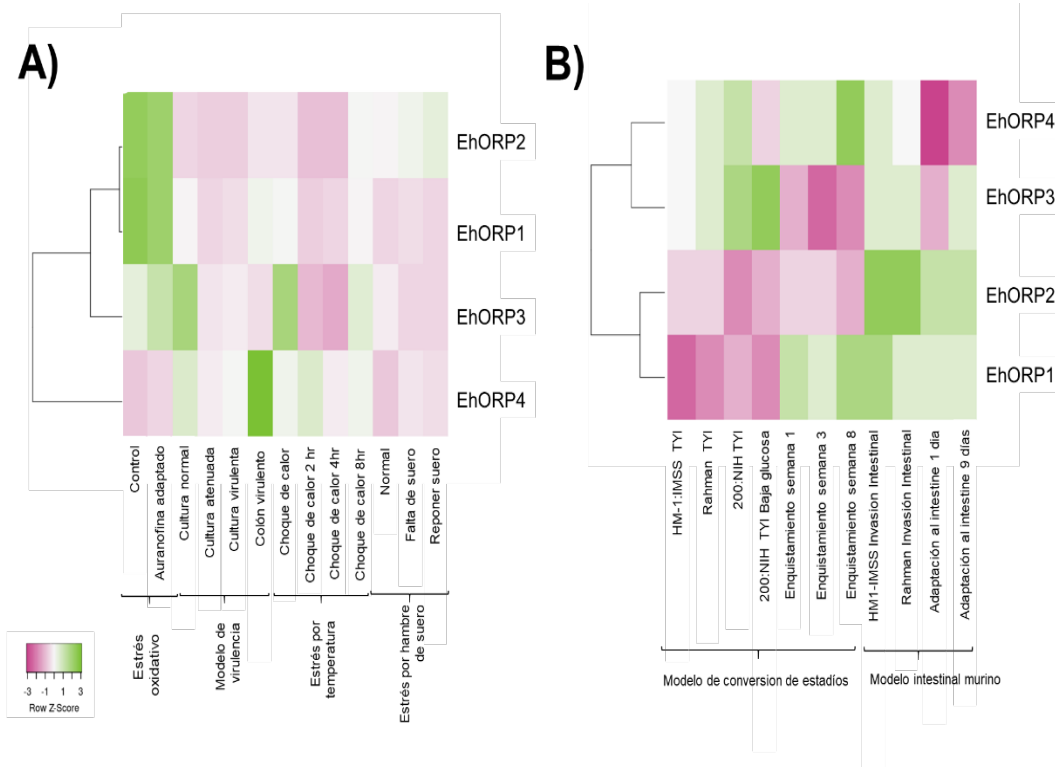 A)
EhORP2
EhORP1
EhORP3
EhORP4
Control
Auranofina adaptado
Cultura normal
Cultura atenuada
Cultura virulenta
Colón virulento
Choque de calor
Choque de calor 2 hr
Choque de calor 4hr
Choque de calor 8hr
Normal
Falta de suero
Reponer suero
Estrés
oxidativo
Modelo de
virulencia
Estrés por
temperatura
Estrés por hambre
de suero
-3 -1 1 3
Row Z-Score
B)
EhORP4
EhORP3
EhORP2
EhORP1
HM-1:IMSS TYI
Rahman TYI
200:NIH TYI
200:NIH TYI Baja glucosa
Enquistamiento semana 1
Enquistamiento semana 3
Enquistamiento semana 8
HM1-IMSS Invasion Intestinal
Rahman Invasión Intestinal
Adaptación al intestine 1 dia
Adaptación al intestine 9 días
Modelo de conversion de estadíos
Modelo intestinal murino